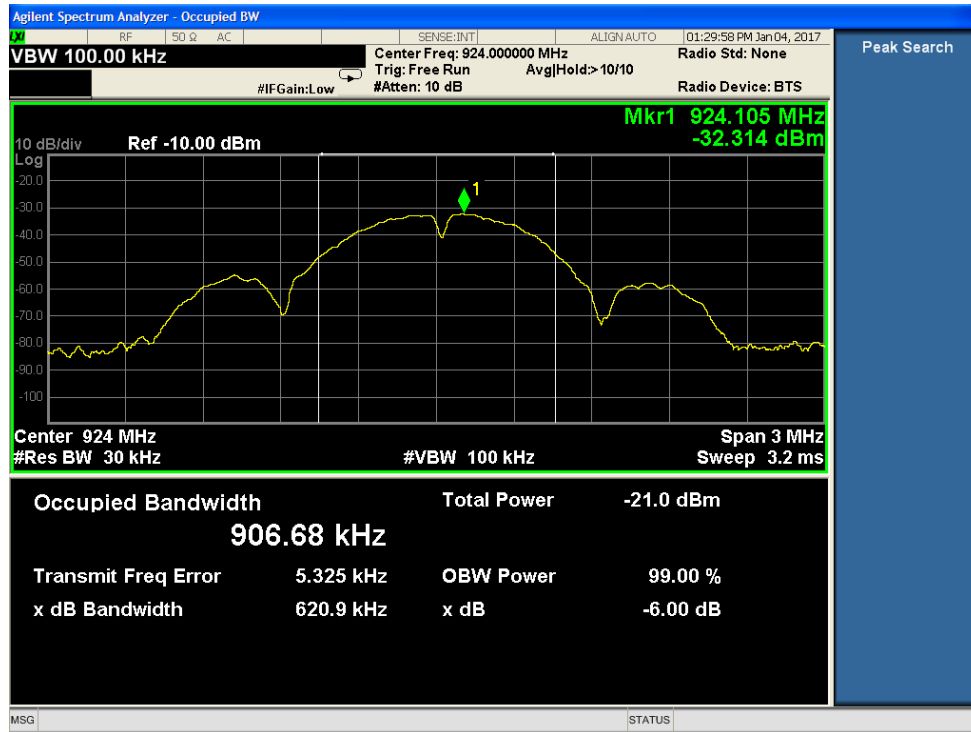 Agilent Spectrum Analyzer - Occupied BW
LXI RF 50 Ω AC SENSE:INT ALIGN AUTO 01:29:58 PM Jan 04, 2017
VBW 100.00 kHz
Center Freq: 924.000000 MHz
Radio Std: None
Trig: Free Run Avg|Hold:>10/10
#IFGain:Low #Atten: 10 dB
Radio Device: BTS
Peak Search
Mkr1 924.105 MHz
-32.314 dBm
10 dB/div Ref -10.00 dBm
Log
-20.0
-30.0
-40.0
-50.0
-60.0
-70.0
-80.0
-90.0
-100
1
Center 924 MHz Span 3 MHz
#Res BW 30 kHz #VBW 100 kHz Sweep 3.2 ms
Occupied Bandwidth Total Power -21.0 dBm
906.68 kHz
Transmit Freq Error 5.325 kHz OBW Power 99.00 %
x dB Bandwidth 620.9 kHz x dB -6.00 dB
MSG STATUS